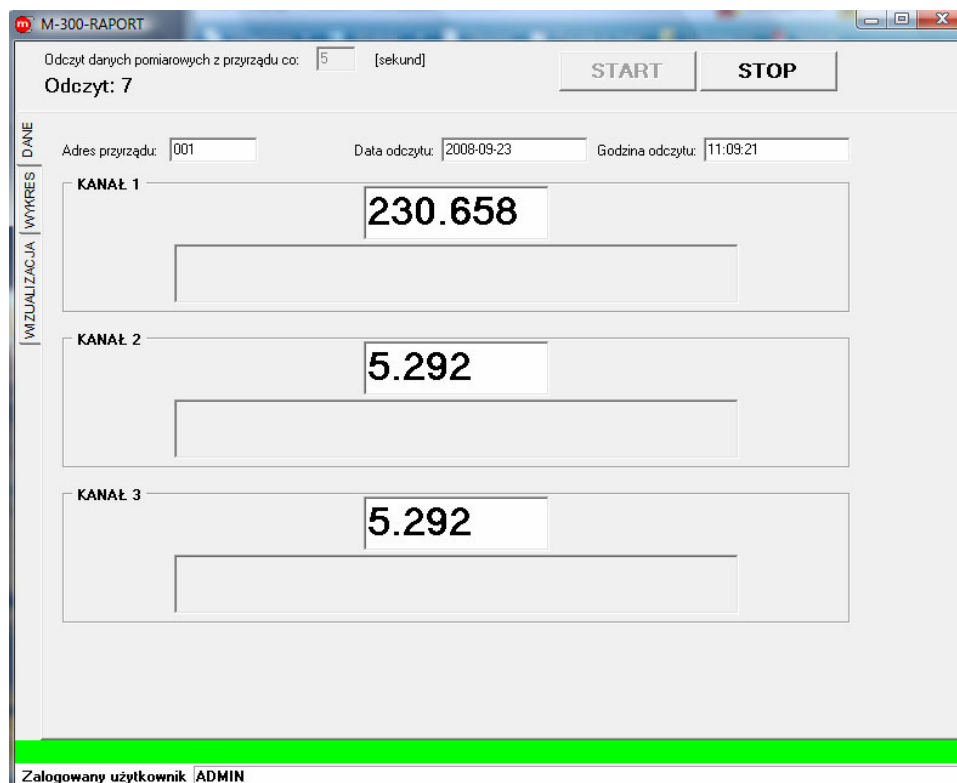 M-300-RAPORT
Odczyt danych pomiarowych z przyrządu co: 5 [sekund]
START STOP
Odczyt: 7
DANE
WYKRES
WIZUALIZACJA
Adres przyrządu: 001 Data odczytu: 2008-09-23 Godzina odczytu: 11:09:21
KANAŁ 1
230.658
KANAŁ 2
5.292
KANAŁ 3
5.292
Zalogowany użytkownik ADMIN